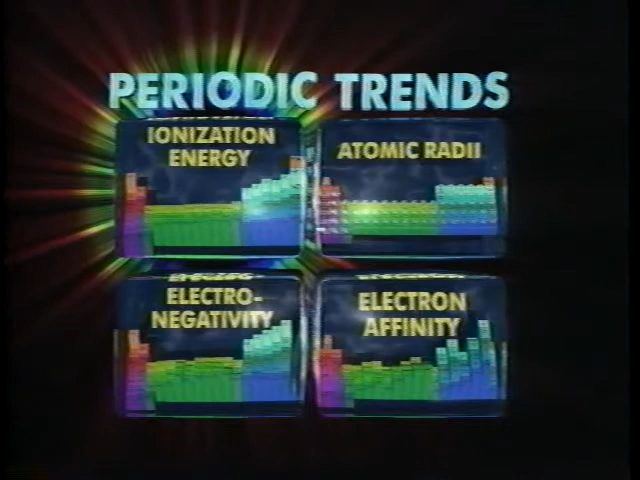 PERIODIC TRENDS
IONIZATION
ENERGY
ATOMIC RADII
ELECTRO-
NEGATIVITY
ELECTRON
AFFINITY